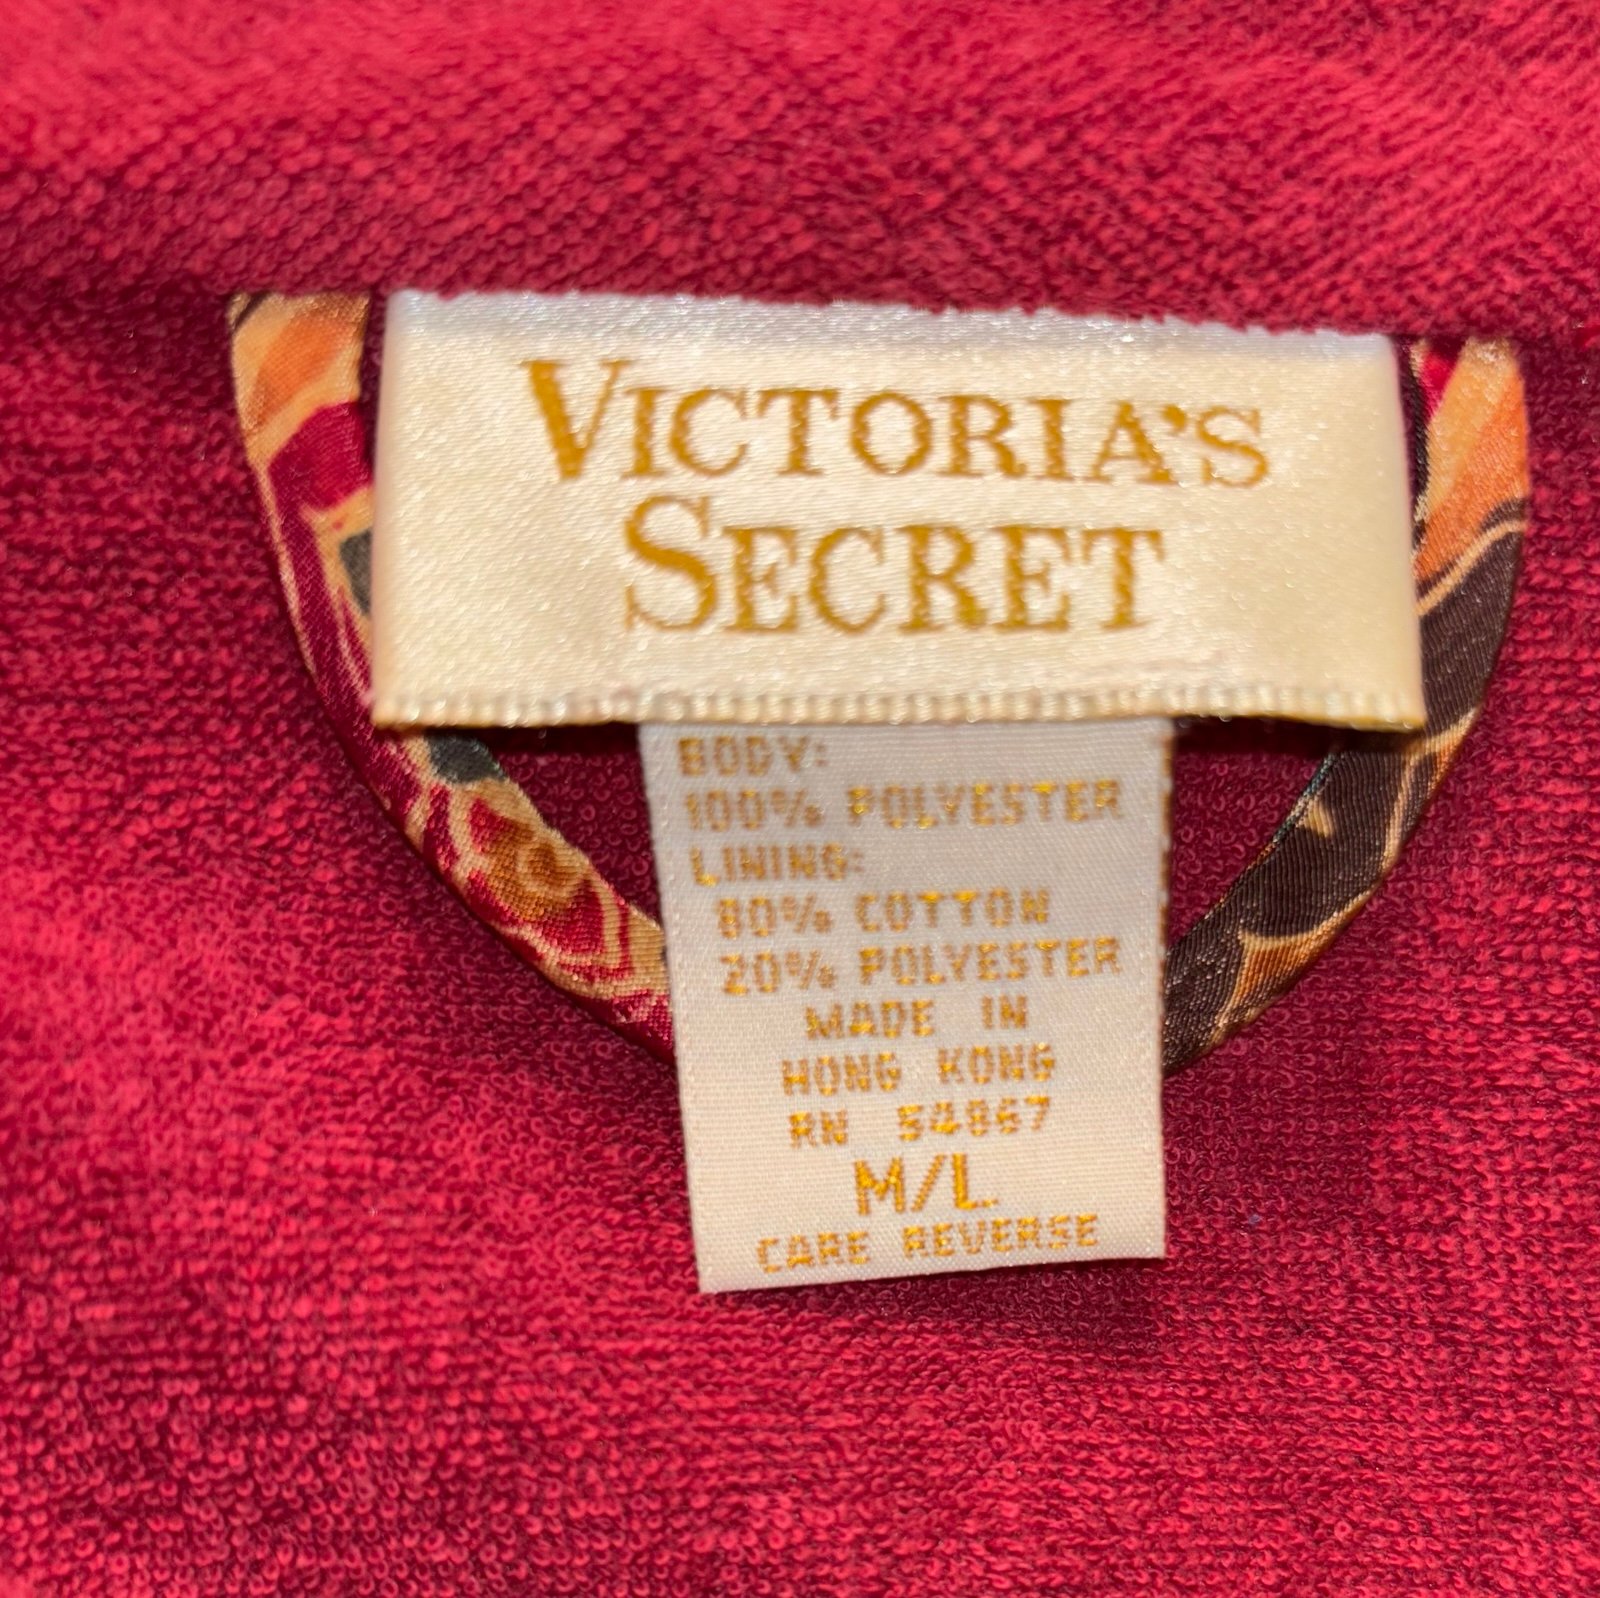 VICTORIA'S
SECRET
BODY:
100% POLYESTER
LINING:
80% COTTON
20% POLYESTER
MADE IN
HONG KONG
RN 54867
M/L
CARE REVERSE